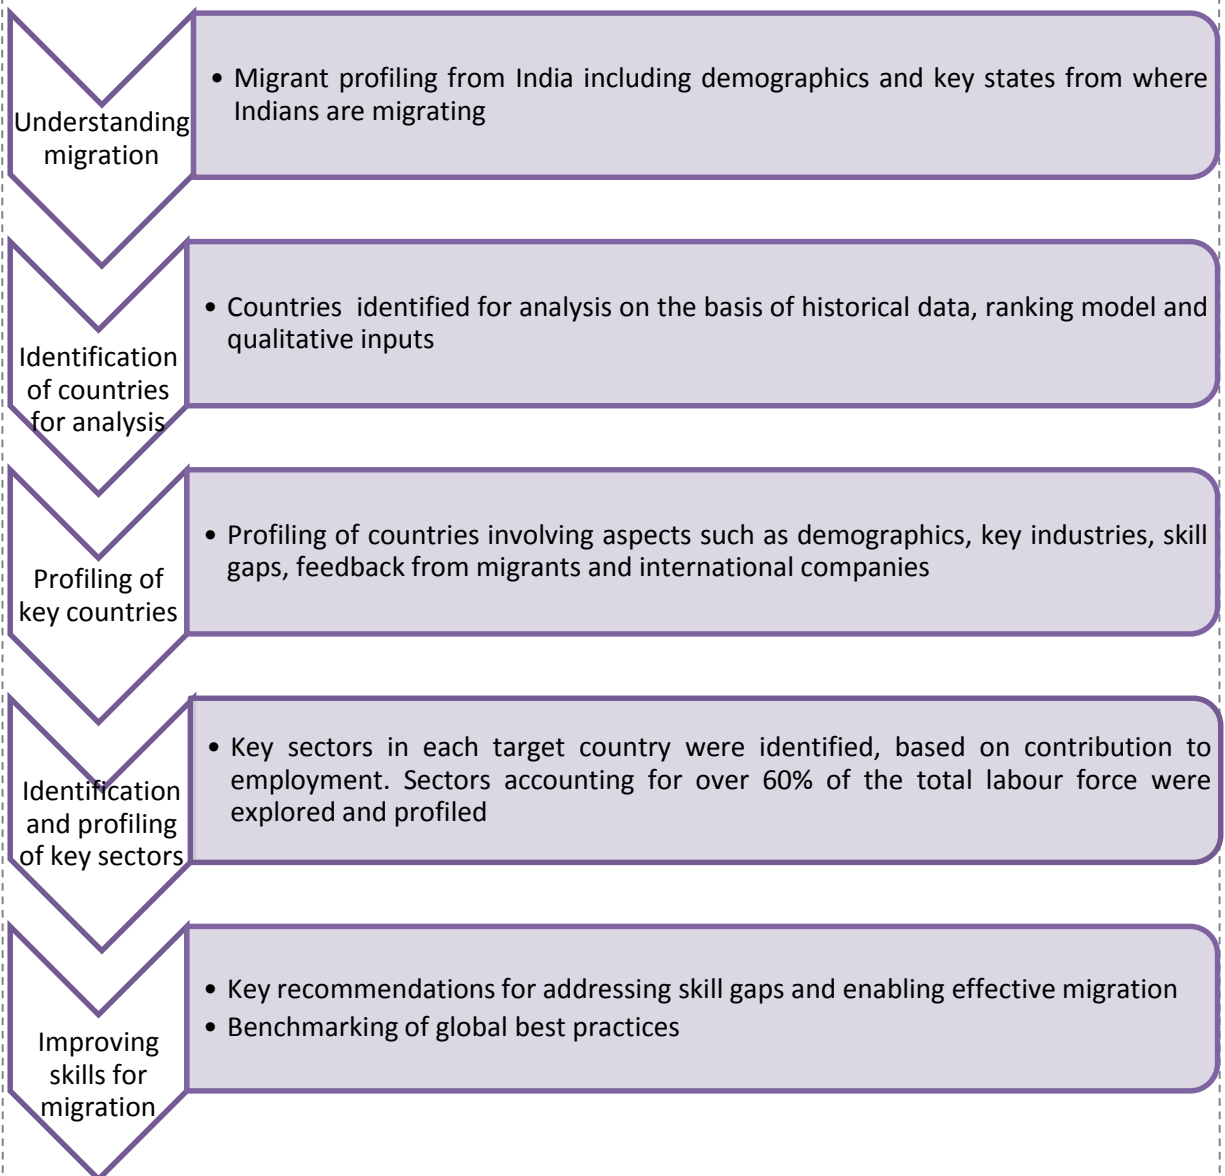 Understanding
migration
• Migrant profiling from India including demographics and key states from where
Indians are migrating
Identification
of countries
for analysis
• Countries identified for analysis on the basis of historical data, ranking model and
qualitative inputs
Profiling of
key countries
• Profiling of countries involving aspects such as demographics, key industries, skill
gaps, feedback from migrants and international companies
Identification
and profiling
of key sectors
• Key sectors in each target country were identified, based on contribution to
employment. Sectors accounting for over 60% of the total labour force were
explored and profiled
Improving
skills for
migration
• Key recommendations for addressing skill gaps and enabling effective migration
• Benchmarking of global best practices